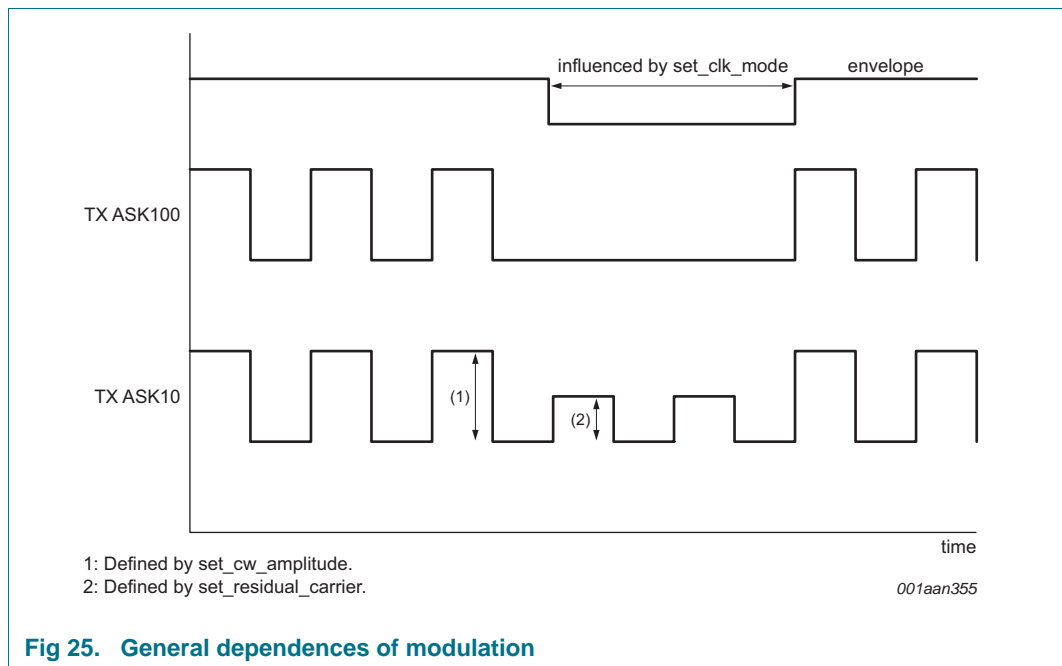 influenced by set_clk_mode
envelope
TX ASK100
TX ASK10
(1)
(2)
time
1: Defined by set_cw_amplitude.
2: Defined by set_residual_carrier.
001aan355
Fig 25. General dependences of modulation